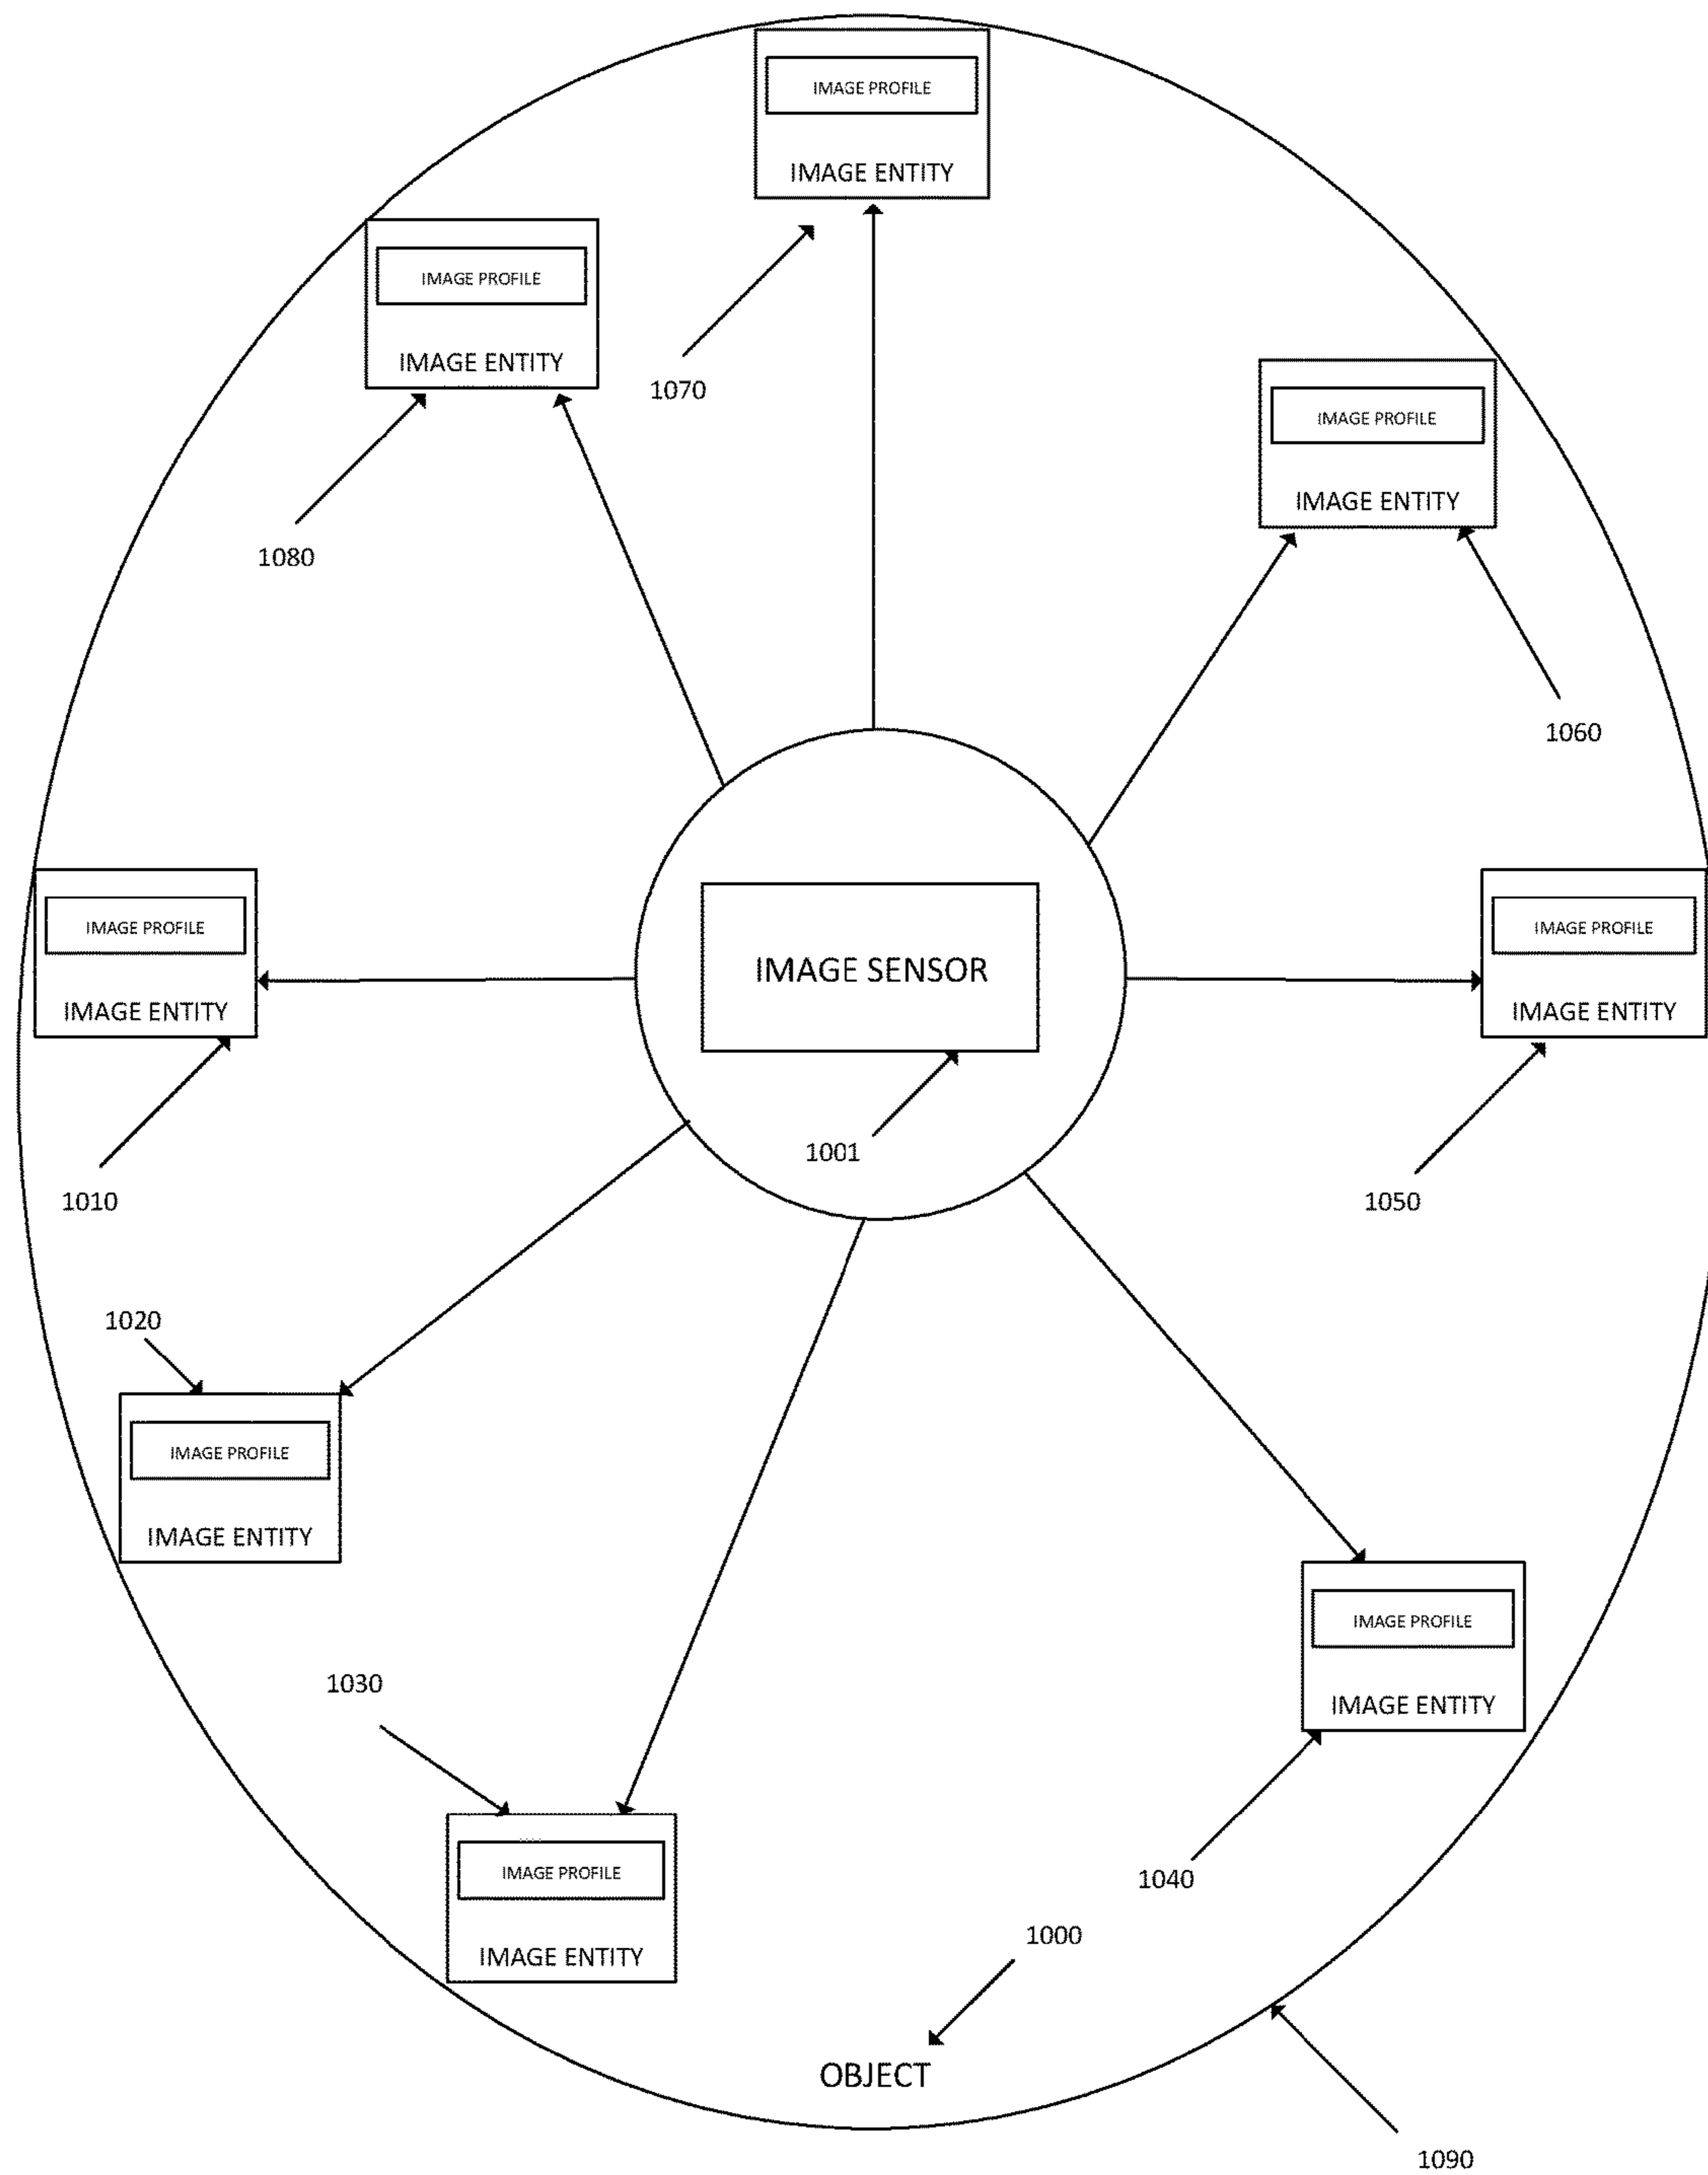 IMAGE PROFILE
IMAGE ENTITY
1070
IMAGE PROFILE
IMAGE ENTITY
1080
IMAGE PROFILE
IMAGE ENTITY
1060
IMAGE PROFILE
IMAGE ENTITY
1010
IMAGE SENSOR
1001
IMAGE PROFILE
IMAGE ENTITY
1050
1020
IMAGE PROFILE
IMAGE ENTITY
IMAGE PROFILE
IMAGE ENTITY
1040
1030
IMAGE PROFILE
IMAGE ENTITY
1000
OBJECT
1090